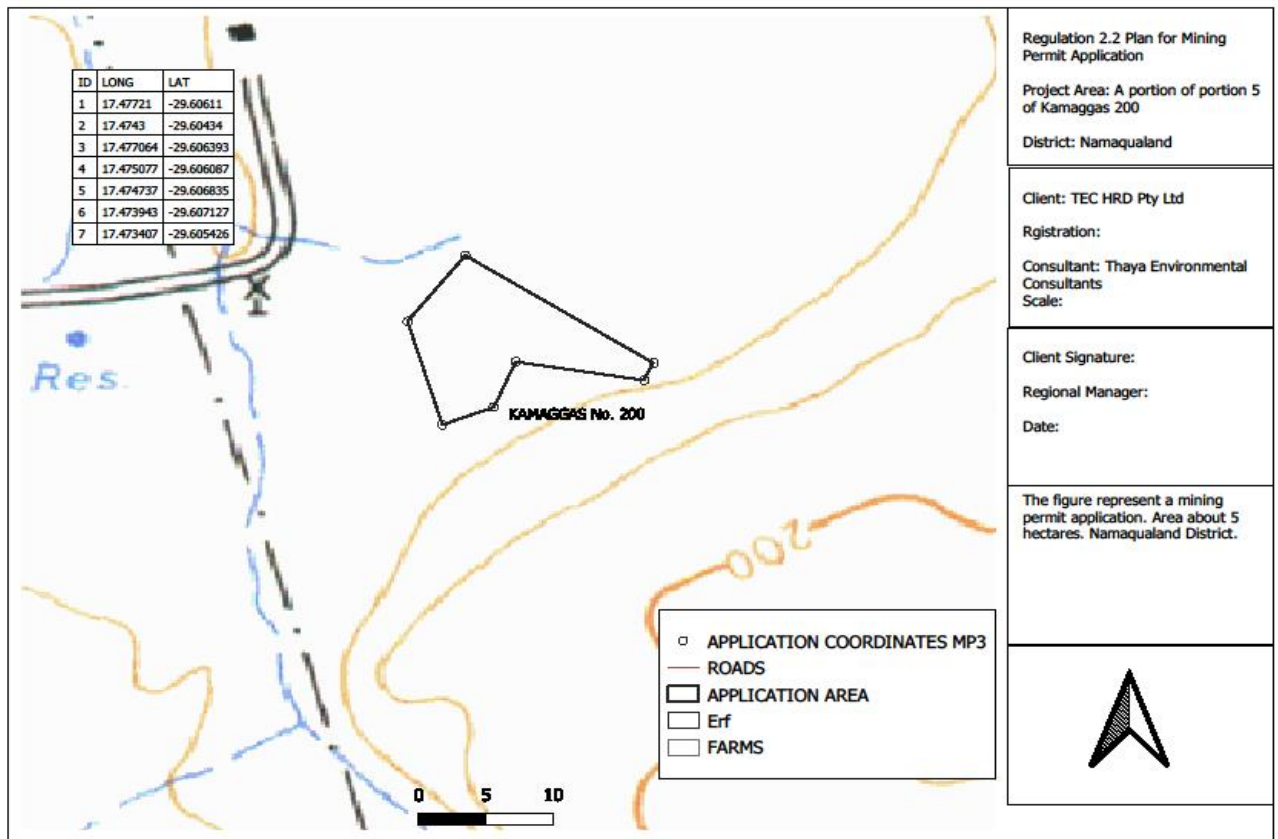 ID LONG LAT
1 17.47721 -29.60611
2 17.4743 -29.60434
3 17.477064 -29.606393
4 17.475077 -29.606087
5 17.474737 -29.606835
6 17.473943 -29.607127
7 17.473407 -29.605426
Res.
KAMAGGAS No. 200
200
APPLICATION COORDINATES MP3
ROADS
APPLICATION AREA
Erf
FARMS
0 5 10
Regulation 2.2 Plan for Mining
Permit Application
Project Area: A portion of portion 5
of Kamaggas 200
District: Namaqualand
Client: TEC HRD Pty Ltd
Rgistration:
Consultant: Thaya Environmental
Consultants
Scale:
Client Signature:
Regional Manager:
Date:
The figure represent a mining
permit application. Area about 5
hectares. Namaqualand District.